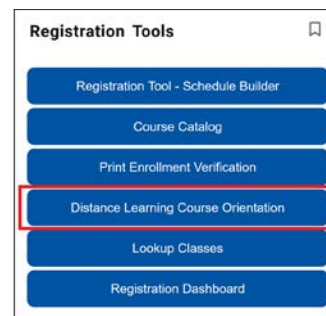 Registration Tools
Registration Tool - Schedule Builder
Course Catalog
Print Enrollment Verification
Distance Learning Course Orientation
Lookup Classes
Registration Dashboard